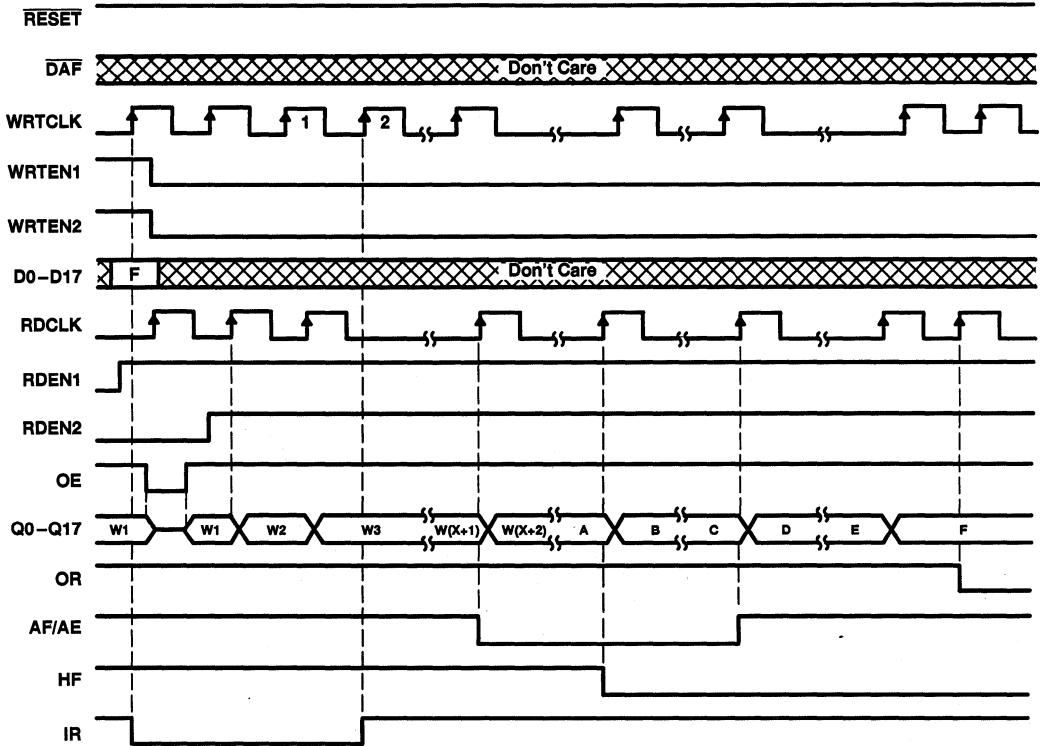 RESET
DAF
Don't Care
WRTCLK
1 2
WRTEN1
WRTEN2
D0–D17
F
Don't Care
RDCLK
RDEN1
RDEN2
OE
Q0–Q17
W1 W1 W2 W3 W(X+1) W(X+2) A B C D E F
OR
AF/AE
HF
IR